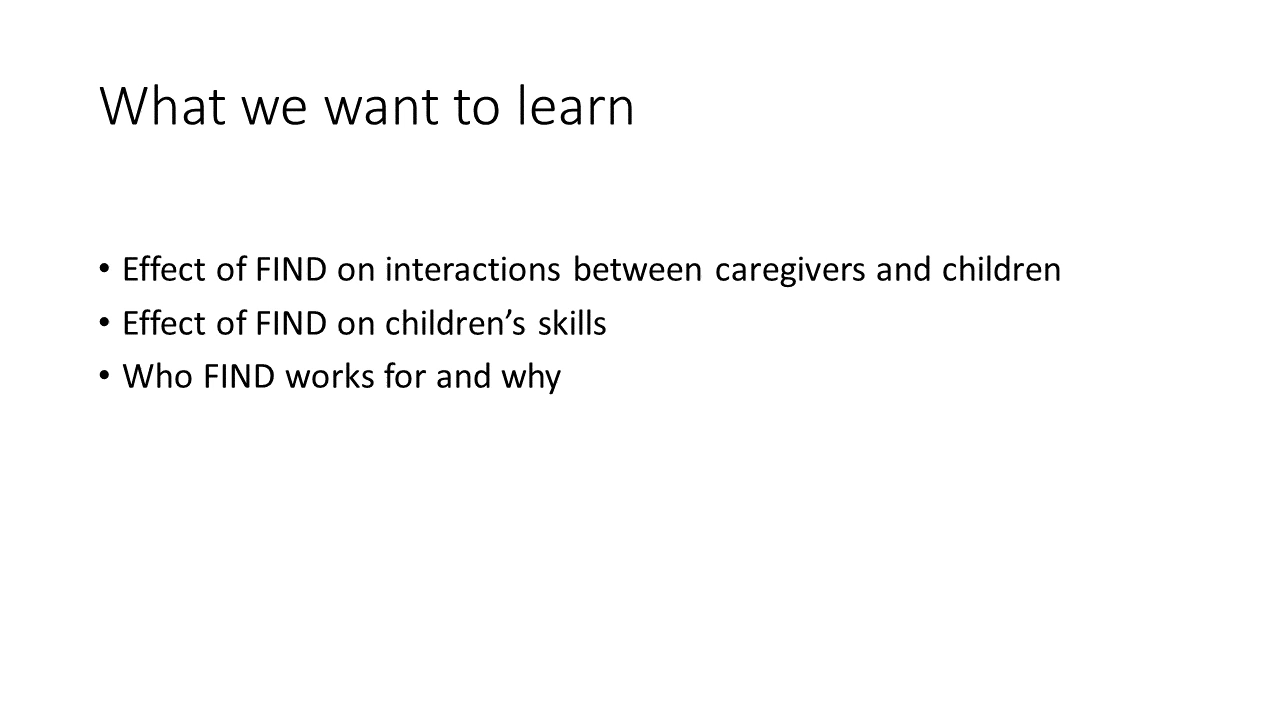 What we want to learn
• Effect of FIND on interactions between caregivers and children
• Effect of FIND on children’s skills
• Who FIND works for and why